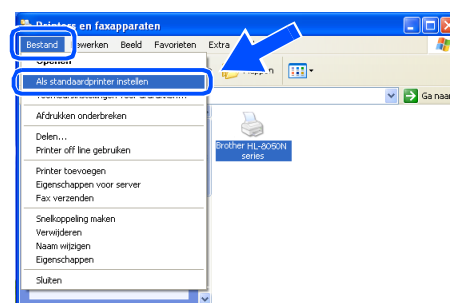 Printers en faxapparaten
Bestand Bewerken Beeld Favorieten Extra
Openen
Mappen
Als standaardprinter instellen
Ga naar
Afdrukken onderbreken
Delen...
Printer off line gebruiken
Brother HL-8050N
series
Printer toevoegen
Eigenschappen voor server
Fax verzenden
Snelkoppeling maken
Verwijderen
Naam wijzigen
Eigenschappen
Sluiten